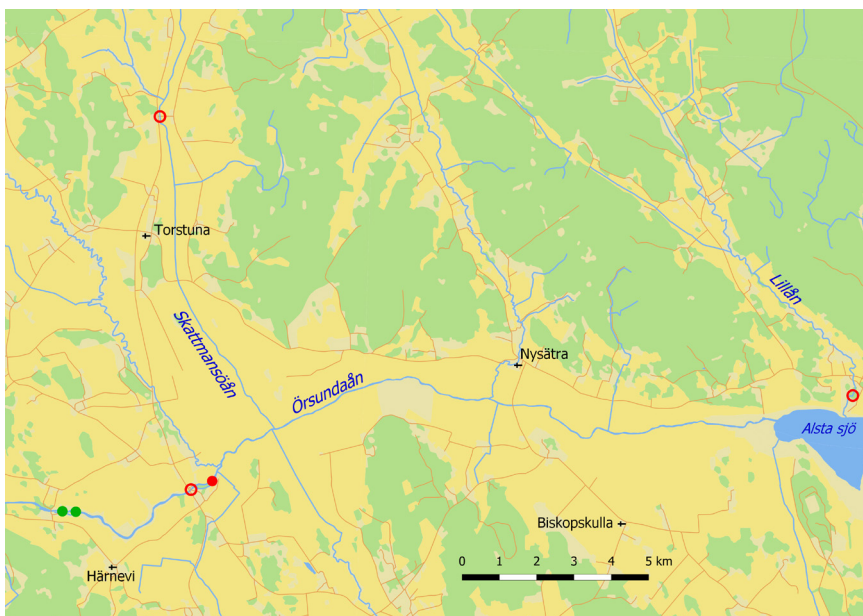 Torstuna
Lillån
Skattmansöån
Nysätra
Örsundaån
Alsta sjö
Biskopskulla
Härnevi
0 1 2 3 4 5 km